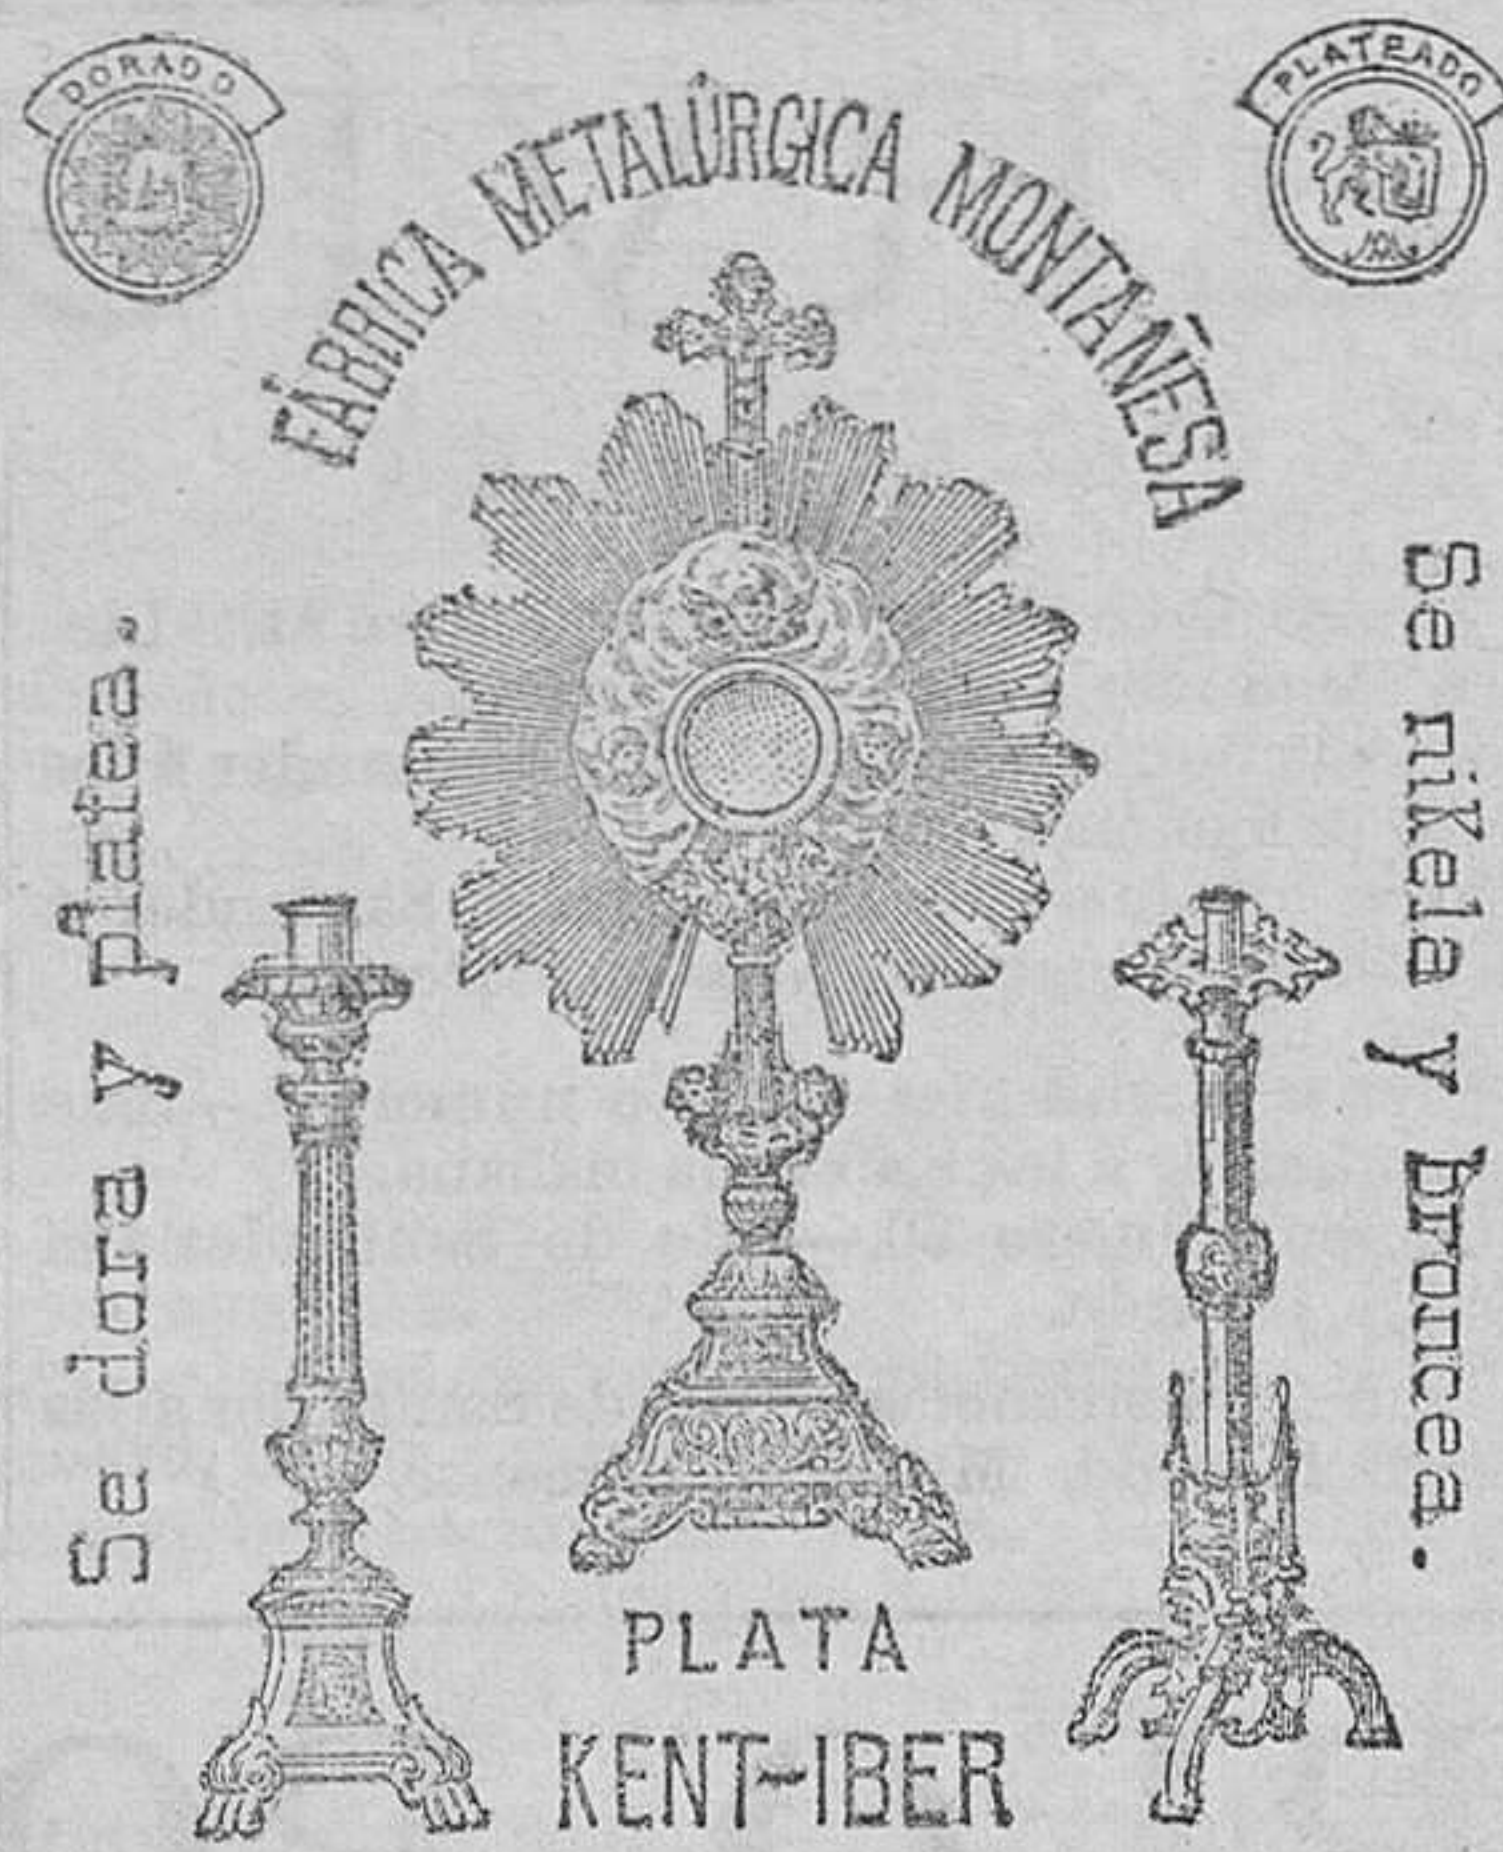 DORADO
PLATEADO
FÁBRICA METALÚRGICA MONTAÑESA
Se dora y platea.
Se niKela y broncea.
PLATA
KENT-IBER